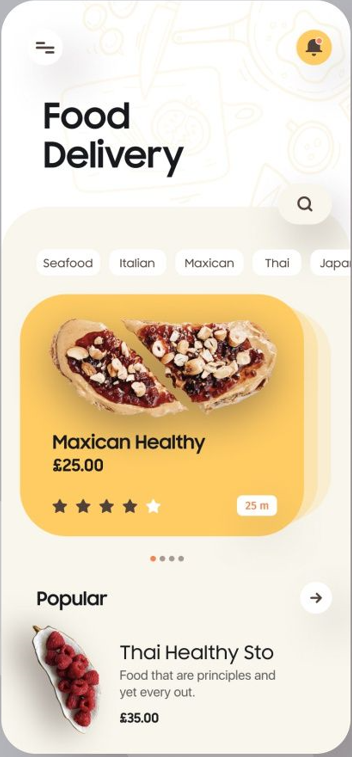 Food
Delivery
Seafood Italian Maxican Thai Japa
Maxican Healthy
£25.00
25 m
Popular
Thai Healthy Sto
Food that are principles and
yet every out.
£35.00